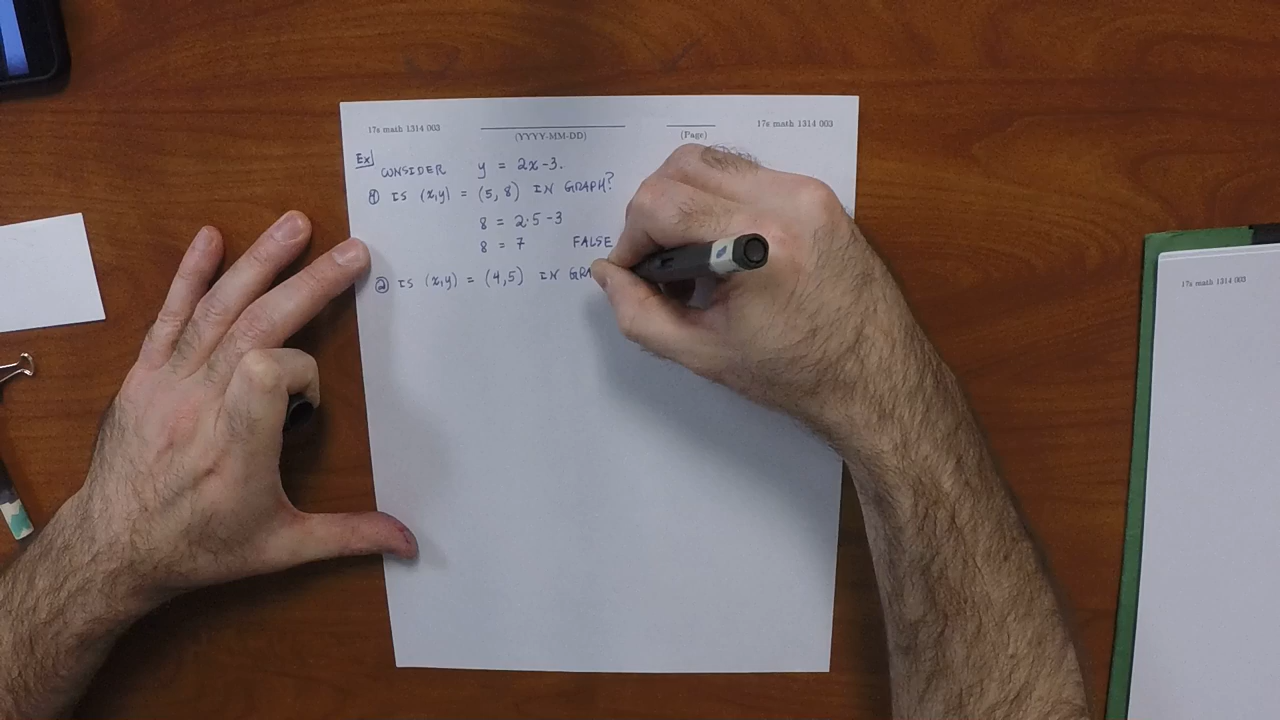 17s math 1314 003 (YYYY-MM-DD) (Page) 17s math 1314 003
Ex CONSIDER y = 2x-3.
① IS (x,y) = (5,8) IN GRAPH?
8 = 2·5-3
8 = 7 FALSE
② IS (x,y) = (4,5) IN GRA
17s math 1314 003